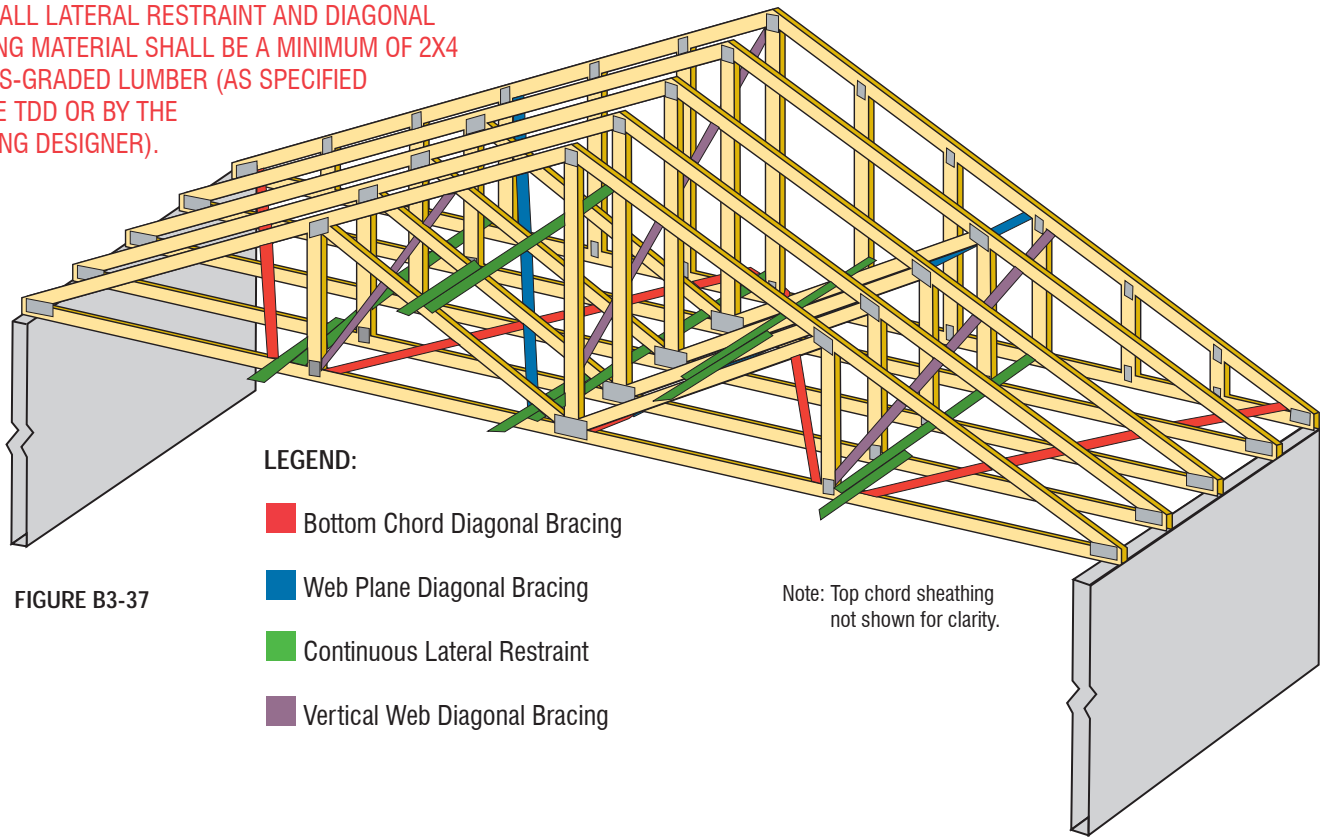 ALL LATERAL RESTRAINT AND DIAGONAL
NG MATERIAL SHALL BE A MINIMUM OF 2X4
S-GRADED LUMBER (AS SPECIFIED
E TDD OR BY THE
NG DESIGNER).
LEGEND:
Bottom Chord Diagonal Bracing
Web Plane Diagonal Bracing
Continuous Lateral Restraint
Vertical Web Diagonal Bracing
FIGURE B3-37
Note: Top chord sheathing
not shown for clarity.